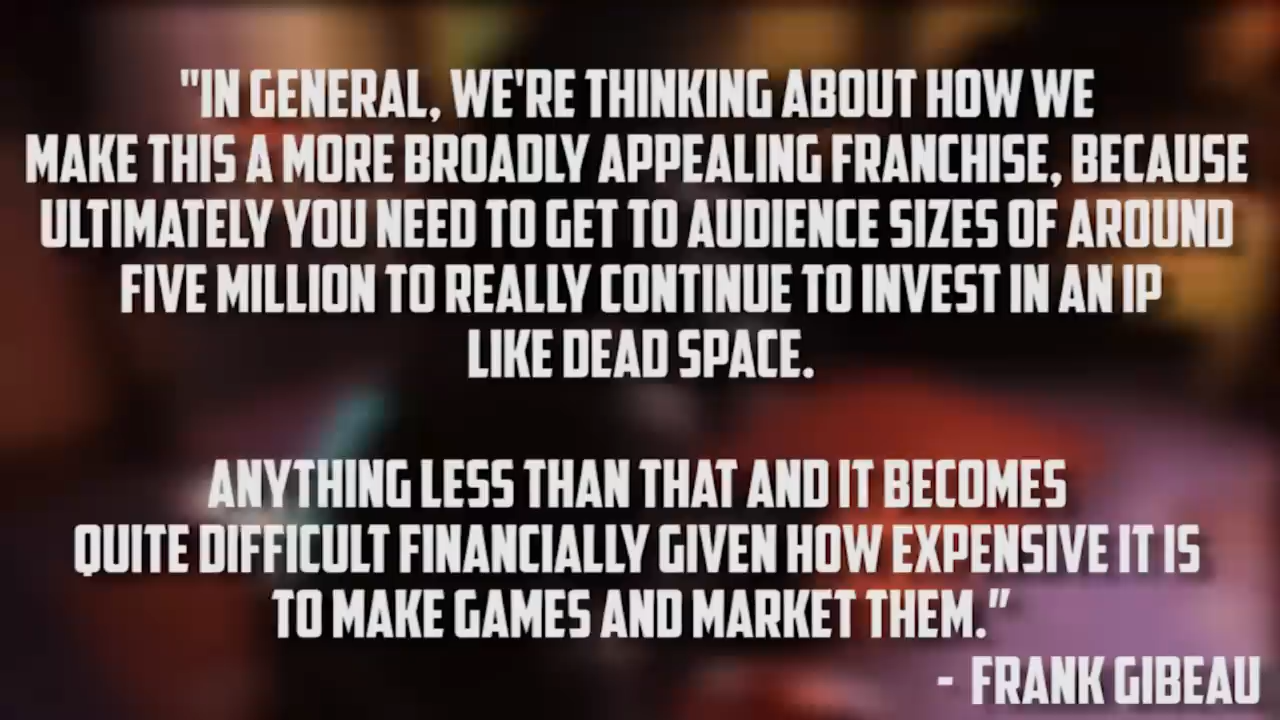 "IN GENERAL, WE'RE THINKING ABOUT HOW WE
MAKE THIS A MORE BROADLY APPEALING FRANCHISE, BECAUSE
ULTIMATELY YOU NEED TO GET TO AUDIENCE SIZES OF AROUND
FIVE MILLION TO REALLY CONTINUE TO INVEST IN AN IP
LIKE DEAD SPACE.
ANYTHING LESS THAN THAT AND IT BECOMES
QUITE DIFFICULT FINANCIALLY GIVEN HOW EXPENSIVE IT IS
TO MAKE GAMES AND MARKET THEM.”
- FRANK GIBEAU